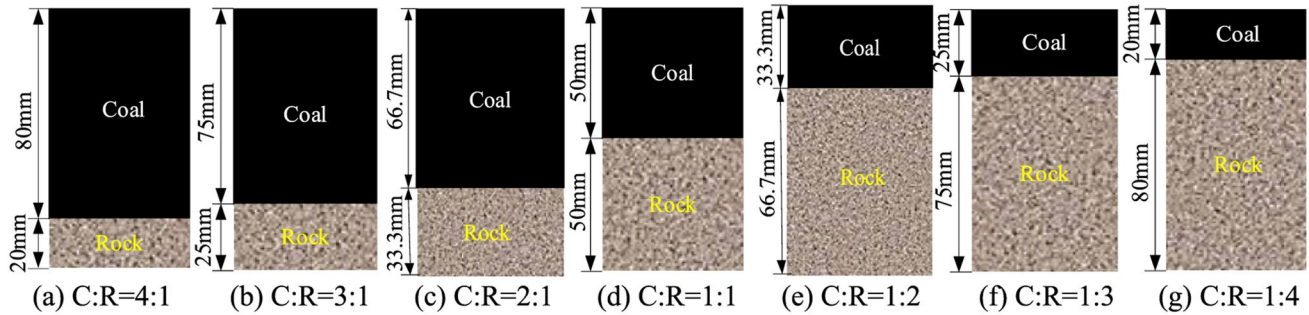 80mm
Coal
20mm
Rock
(a) C:R=4:1
75mm
Coal
25mm
Rock
(b) C:R=3:1
66.7mm
Coal
33.3mm
Rock
(c) C:R=2:1
50mm
Coal
50mm
Rock
(d) C:R=1:1
33.3mm
Coal
66.7mm
Rock
(e) C:R=1:2
25mm
Coal
75mm
Rock
(f) C:R=1:3
20mm
Coal
80mm
Rock
(g) C:R=1:4